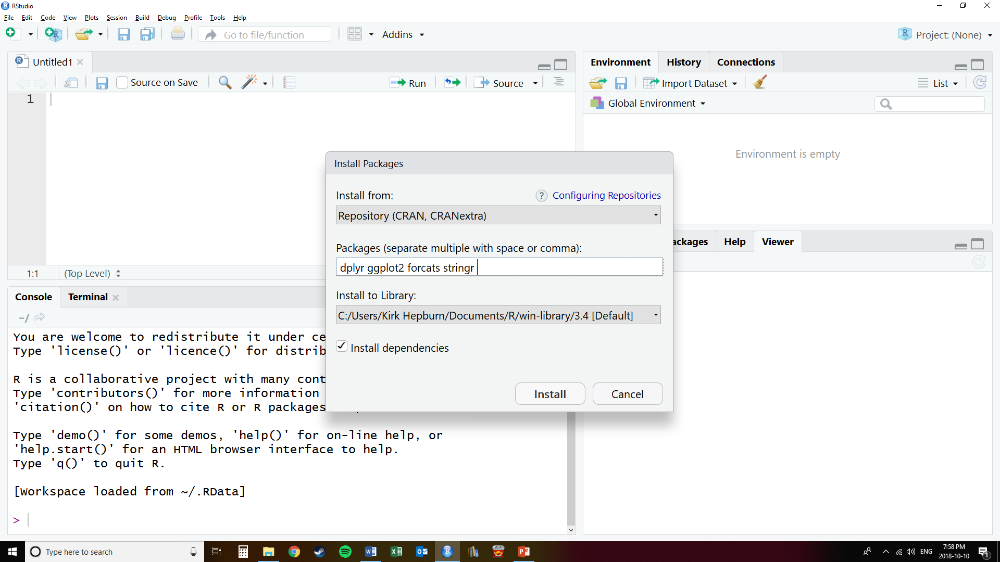 RStudio
File Edit Code View Plots Session Build Debug Profile Tools Help
Go to file/function
Addins
Project: (None)
Untitled1
Source on Save
Run
Source
1
1:1
(Top Level)
Environment History Connections
Import Dataset
List
Global Environment
Environment is empty
ackages Help Viewer
Install Packages
Install from:
? Configuring Repositories
Repository (CRAN, CRANextra)
Packages (separate multiple with space or comma):
dplyr ggplot2 forcats stringr
Install to Library:
C:/Users/Kirk Hepburn/Documents/R/win-library/3.4 [Default]
Install dependencies
Install
Cancel
Console Terminal
~/
You are welcome to redistribute it under ce
Type 'license()' or 'licence()' for distrib
R is a collaborative project with many cont
Type 'contributors()' for more information
'citation()' on how to cite R or R packages
Type 'demo()' for some demos, 'help()' for on-line help, or
'help.start()' for an HTML browser interface to help.
Type 'q()' to quit R.
[Workspace loaded from ~/.RData]
>
Type here to search
ENG
7:58 PM
2018-10-10
1